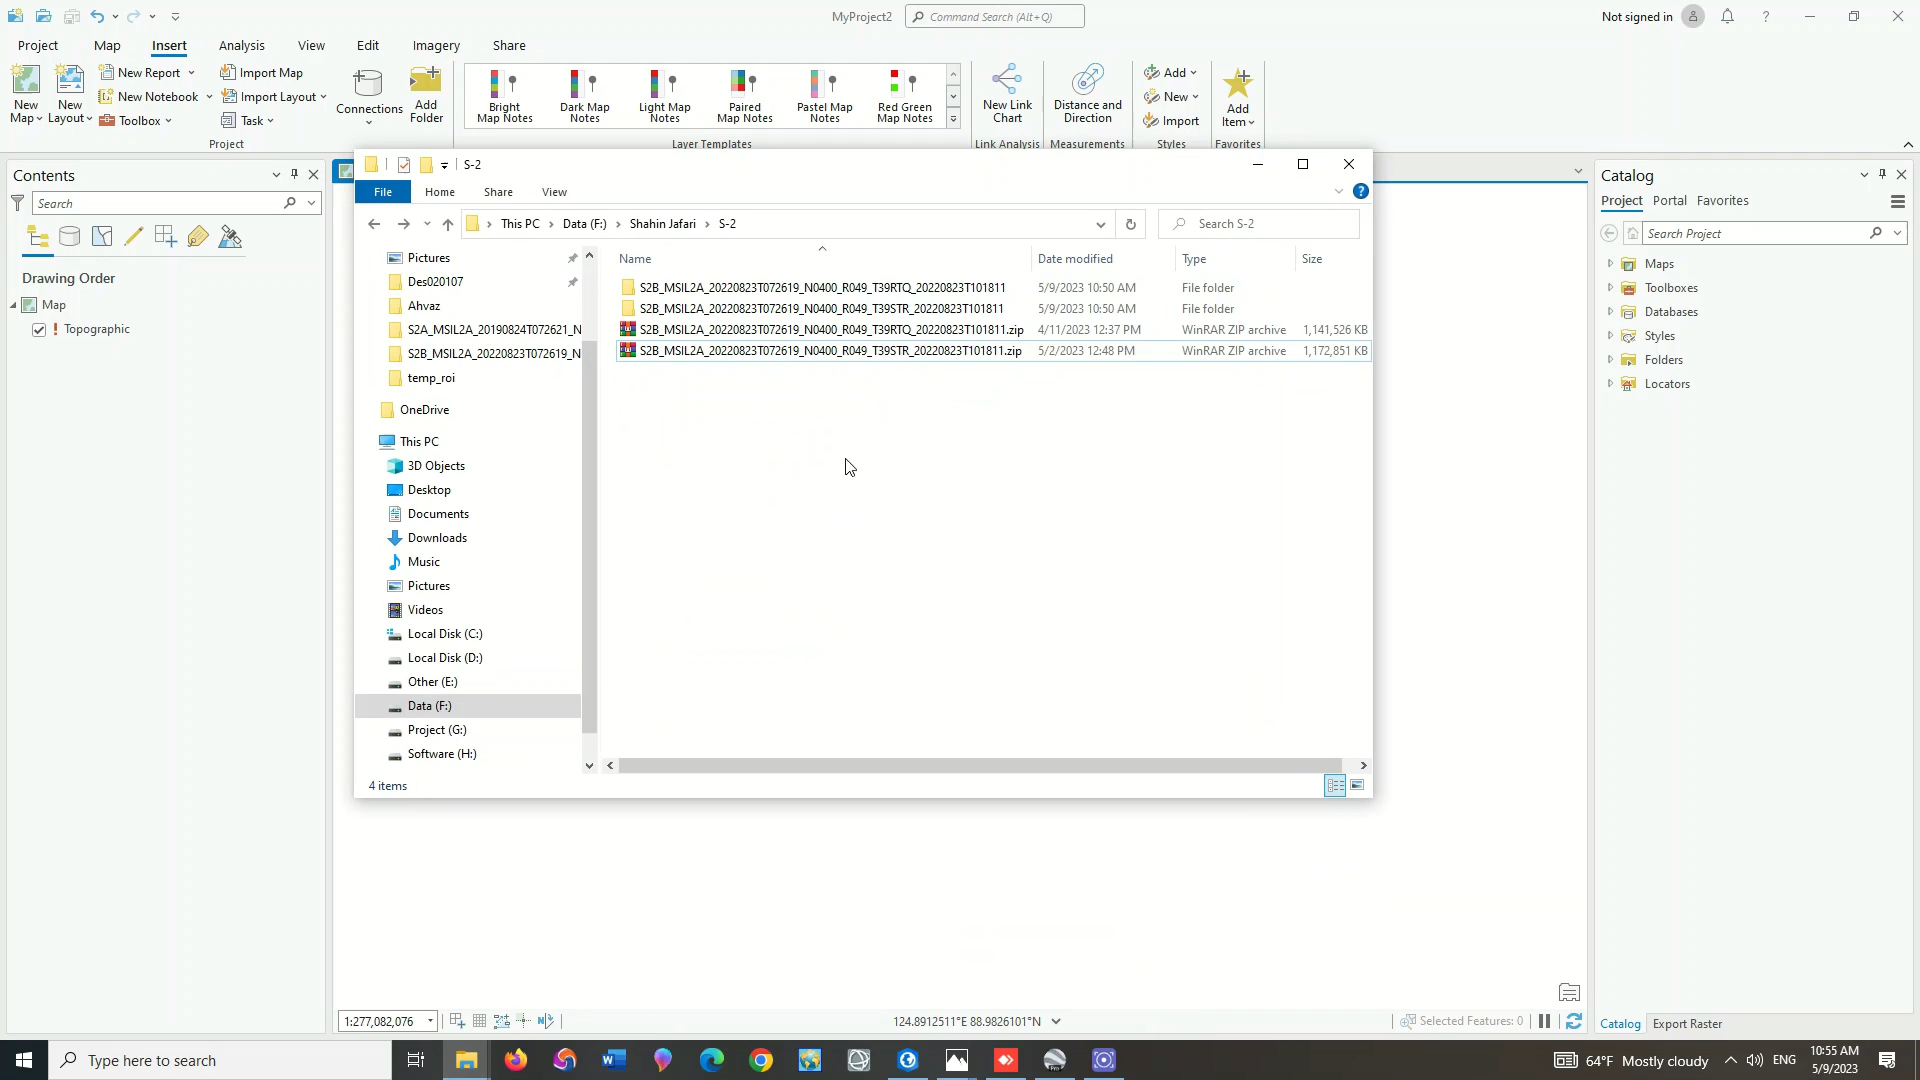 MyProject2
Command Search (Alt+Q)
Not signed in
?
Project
Map
Insert
Analysis
View
Edit
Imagery
Share
New Map
New Layout
New Report
New Notebook
Toolbox
Import Map
Import Layout
Task
Connections
Add Folder
Bright Map Notes
Dark Map Notes
Light Map Notes
Paired Map Notes
Pastel Map Notes
Red Green Map Notes
New Link Chart
Distance and Direction
Add
New
Import
Add Item
Project
Layer Templates
Link Analysis
Measurements
Styles
Favorites
Contents
Search
Drawing Order
Map
Topographic
S-2
File
Home
Share
View
?
This PC
Data (F:)
Shahin Jafari
S-2
Search S-2
Pictures
Des020107
Ahvaz
S2A_MSIL2A_20190824T072621_N
S2B_MSIL2A_20220823T072619_N
temp_roi
OneDrive
This PC
3D Objects
Desktop
Documents
Downloads
Music
Pictures
Videos
Local Disk (C:)
Local Disk (D:)
Other (E:)
Data (F:)
Project (G:)
Software (H:)
Name
Date modified
Type
Size
S2B_MSIL2A_20220823T072619_N0400_R049_T39RTQ_20220823T101811
5/9/2023 10:50 AM
File folder
S2B_MSIL2A_20220823T072619_N0400_R049_T39STR_20220823T101811
5/9/2023 10:50 AM
File folder
S2B_MSIL2A_20220823T072619_N0400_R049_T39RTQ_20220823T101811.zip
4/11/2023 12:37 PM
WinRAR ZIP archive
1,141,526 KB
S2B_MSIL2A_20220823T072619_N0400_R049_T39STR_20220823T101811.zip
5/2/2023 12:48 PM
WinRAR ZIP archive
1,172,851 KB
4 items
Catalog
Project
Portal
Favorites
Search Project
Maps
Toolboxes
Databases
Styles
Folders
Locators
1:277,082,076
124.8912511°E 88.9826101°N
Selected Features: 0
Catalog
Export Raster
Type here to search
64°F
Mostly cloudy
ENG
10:55 AM
5/9/2023